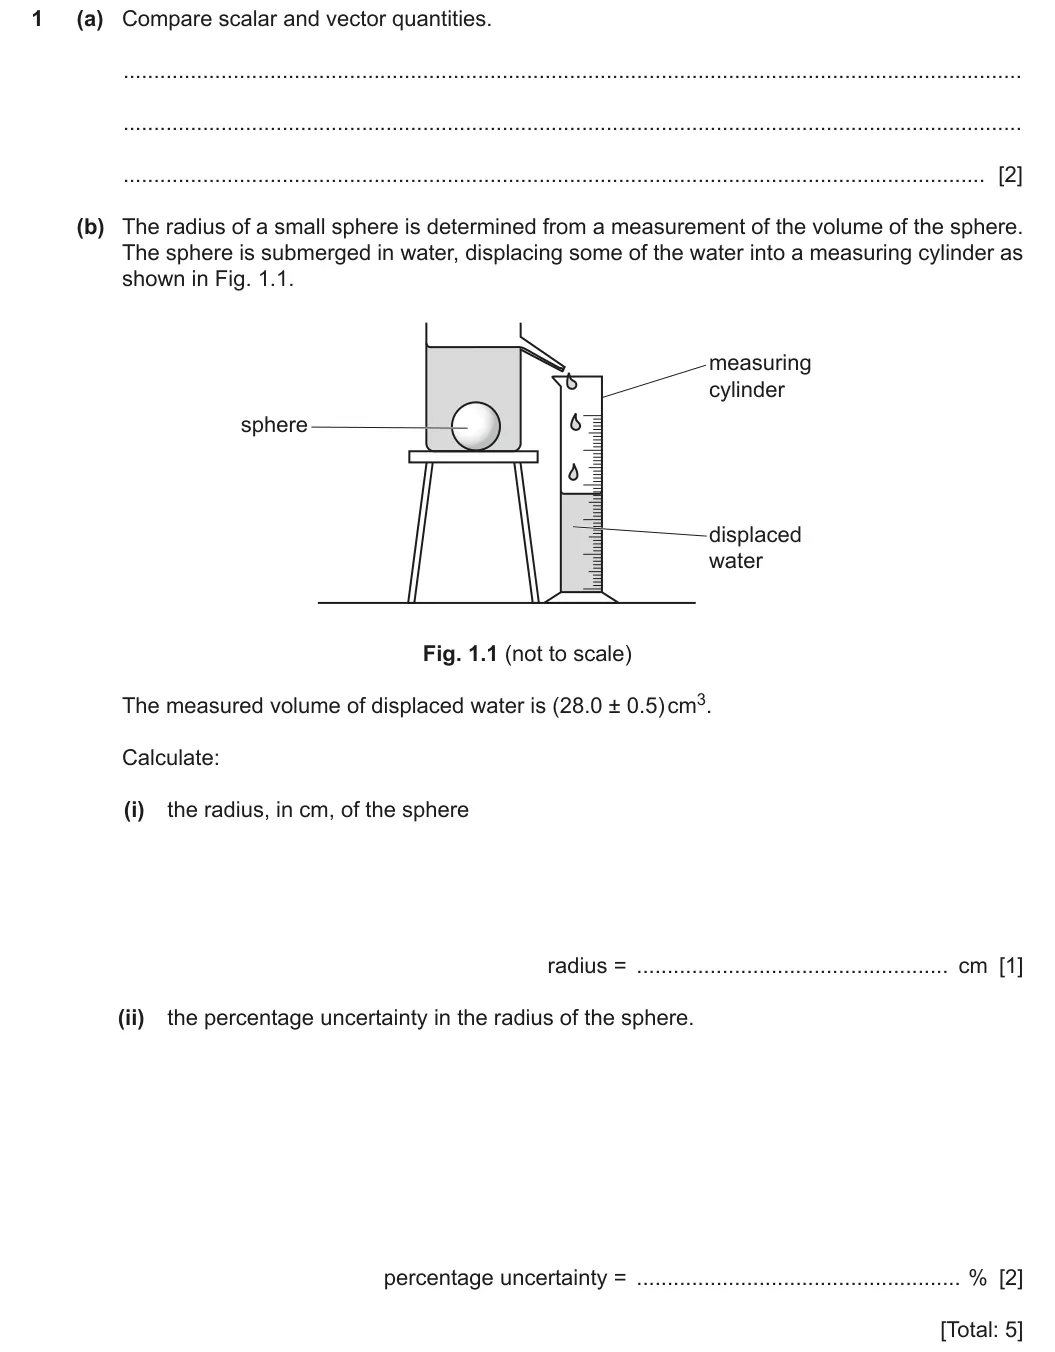 1 (a) Compare scalar and vector quantities.
..........................................................................................................................................
..........................................................................................................................................
.................................................................................................................................... [2]
(b) The radius of a small sphere is determined from a measurement of the volume of the sphere.
The sphere is submerged in water, displacing some of the water into a measuring cylinder as
shown in Fig. 1.1.
measuring
cylinder
sphere
displaced
water
Fig. 1.1 (not to scale)
The measured volume of displaced water is (28.0 ± 0.5) cm³.
Calculate:
(i) the radius, in cm, of the sphere
radius = ................................................... cm [1]
(ii) the percentage uncertainty in the radius of the sphere.
percentage uncertainty = ..................................................... % [2]
[Total: 5]